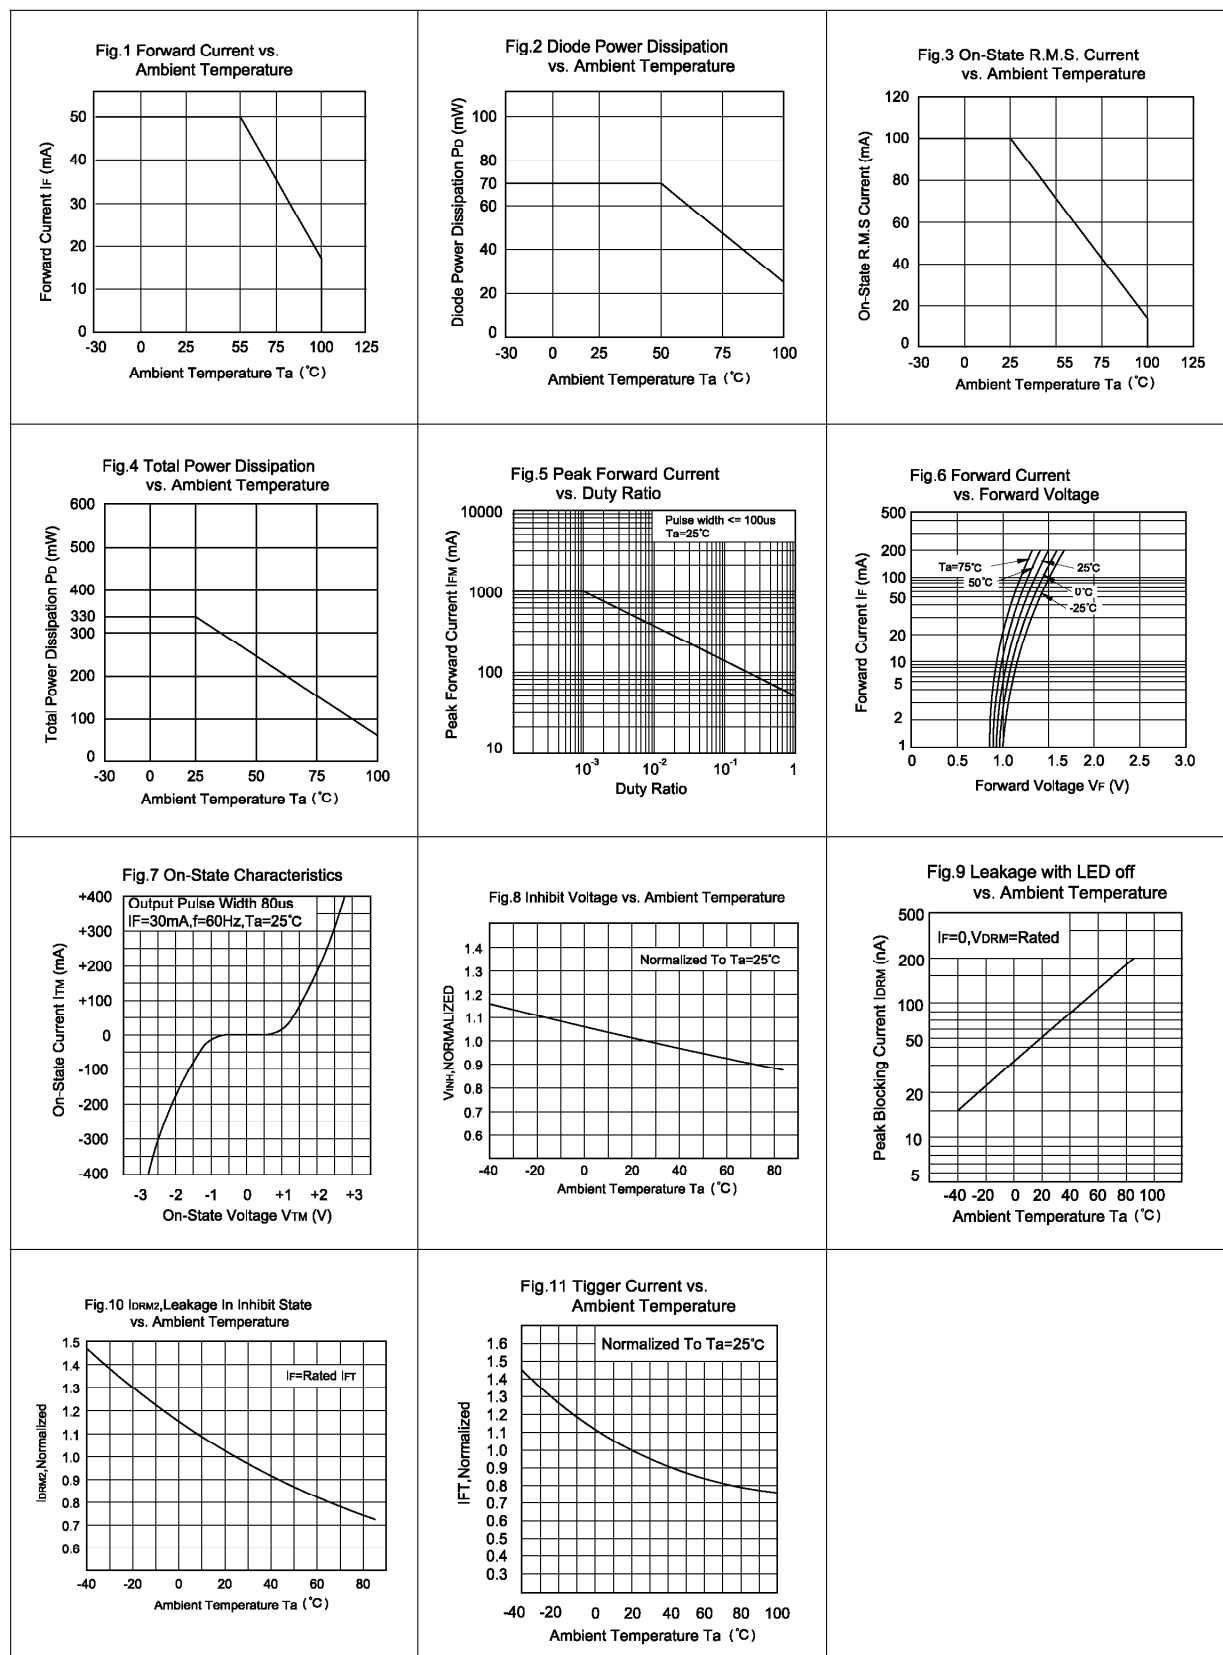 Fig.1 Forward Current vs.
Ambient Temperature
Forward Current IF (mA)
50
40
30
20
10
0
-30 0 25 55 75 100 125
Ambient Temperature Ta (°C)
Fig.2 Diode Power Dissipation
vs. Ambient Temperature
Diode Power Dissipation PD (mW)
100
80
70
60
40
20
0
-30 0 25 50 75 100
Ambient Temperature Ta (°C)
Fig.3 On-State R.M.S. Current
vs. Ambient Temperature
On-State R.M.S Current (mA)
120
100
80
60
40
20
0
-30 0 25 55 75 100 125
Ambient Temperature Ta (°C)
Fig.4 Total Power Dissipation
vs. Ambient Temperature
Total Power Dissipation PD (mW)
600
500
400
330
300
200
100
0
-30 0 25 50 75 100
Ambient Temperature Ta (°C)
Fig.5 Peak Forward Current
vs. Duty Ratio
Peak Forward Current IFM (mA)
Pulse width <= 100us
Ta=25°C
10000
1000
100
10
10-3 10-2 10-1 1
Duty Ratio
Fig.6 Forward Current
vs. Forward Voltage
Forward Current IF (mA)
500
200
100
50
20
10
5
2
1
Ta=75°C 25°C
50°C 0°C
-25°C
0 0.5 1.0 1.5 2.0 2.5 3.0
Forward Voltage VF (V)
Fig.7 On-State Characteristics
On-State Current ITM (mA)
Output Pulse Width 80us
IF=30mA,f=60Hz,Ta=25°C
+400
+300
+200
+100
0
-100
-200
-300
-400
-3 -2 -1 0 +1 +2 +3
On-State Voltage VTM (V)
Fig.8 Inhibit Voltage vs. Ambient Temperature
VINH,NORMALIZED
Normalized To Ta=25°C
1.4
1.3
1.2
1.1
1.0
0.9
0.8
0.7
0.6
-40 -20 0 20 40 60 80
Ambient Temperature Ta (°C)
Fig.9 Leakage with LED off
vs. Ambient Temperature
Peak Blocking Current IDRM (nA)
IF=0,VDRM=Rated
500
200
100
50
20
10
5
-40 -20 0 20 40 60 80 100
Ambient Temperature Ta (°C)
Fig.10 IDRM2,Leakage In Inhibit State
vs. Ambient Temperature
IDRM2,Normalized
IF=Rated IFT
1.5
1.4
1.3
1.2
1.1
1.0
0.9
0.8
0.7
0.6
-40 -20 0 20 40 60 80
Ambient Temperature Ta (°C)
Fig.11 Tigger Current vs.
Ambient Temperature
IFT,Normalized
Normalized To Ta=25°C
1.6
1.5
1.4
1.3
1.2
1.1
1.0
0.9
0.8
0.7
0.6
0.5
0.4
0.3
-40 -20 0 20 40 60 80 100
Ambient Temperature Ta (°C)